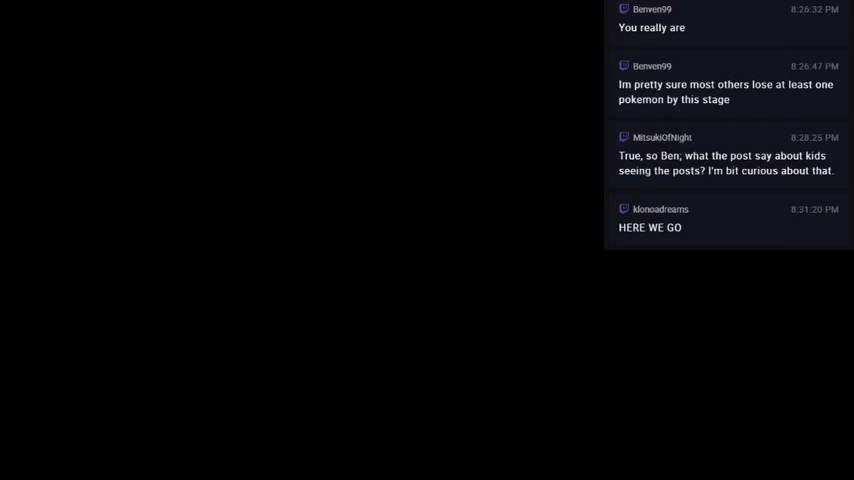 Benven99 8:26:32 PM
You really are
Benven99 8:26:47 PM
Im pretty sure most others lose at least one
pokemon by this stage
MitsukiOfNight 8:28:25 PM
True, so Ben; what the post say about kids
seeing the posts? I'm bit curious about that.
klonoadreams 8:31:20 PM
HERE WE GO